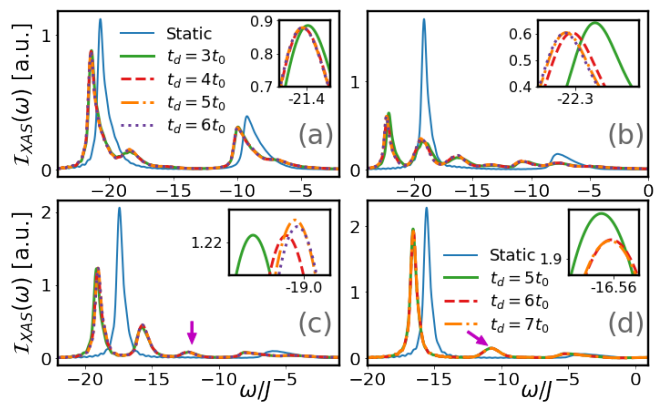 I_XAS(ω) [a.u.]
1
0
−20
−15
−10
−5
Static
t_d = 3t_0
t_d = 4t_0
t_d = 5t_0
t_d = 6t_0
0.9
0.8
0.7
-21.4
(a)
1
0
−20
−15
−10
−5
0
0.6
0.5
0.4
-22.3
(b)
I_XAS(ω) [a.u.]
2
1
0
−20
−15
−10
−5
1.22
-19.0
(c)
ω/J
2
1
0
−20
−15
−10
−5
0
Static
t_d = 5t_0
t_d = 6t_0
t_d = 7t_0
1.9
-16.56
(d)
ω/J